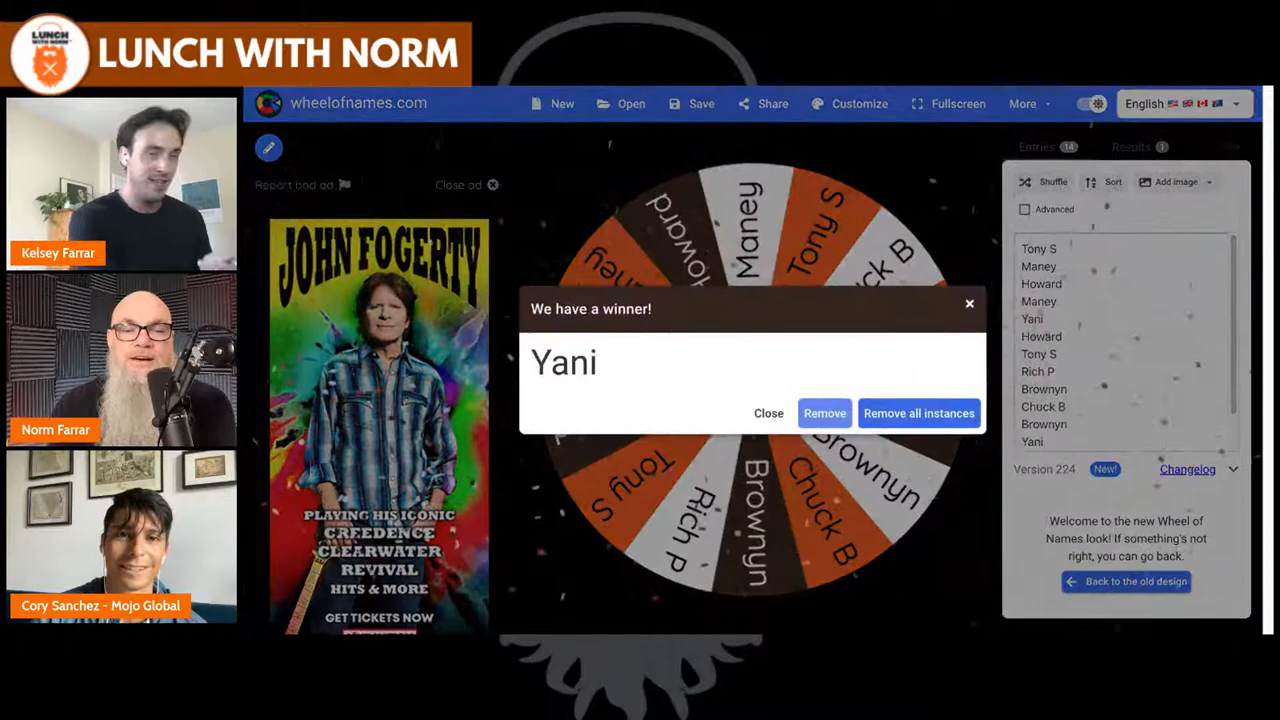 LUNCH WITH NORM
LUNCH WITH NORM
wheelofnames.com
New
Open
Save
Share
Customize
Fullscreen
More
English
Report bad ad
Close ad
Entries 14
Results 1
Shuffle
Sort
Add image
Advanced
Tony S
Maney
Howard
Maney
Yani
Howard
Tony S
Rich P
Brownyn
Chuck B
Brownyn
Yani
Version 224
New!
Changelog
Welcome to the new Wheel of
Names look! If something's not
right, you can go back.
Back to the old design
Kelsey Farrar
Norm Farrar
Cory Sanchez - Mojo Global
JOHN FOGERTY
PLAYING HIS ICONIC
CREEDENCE
CLEARWATER
REVIVAL
HITS & MORE
GET TICKETS NOW
Howard
Maney
Tony S
Brownyn
Chuck B
Brownyn
Rich P
Tony S
We have a winner!
Yani
Close
Remove
Remove all instances